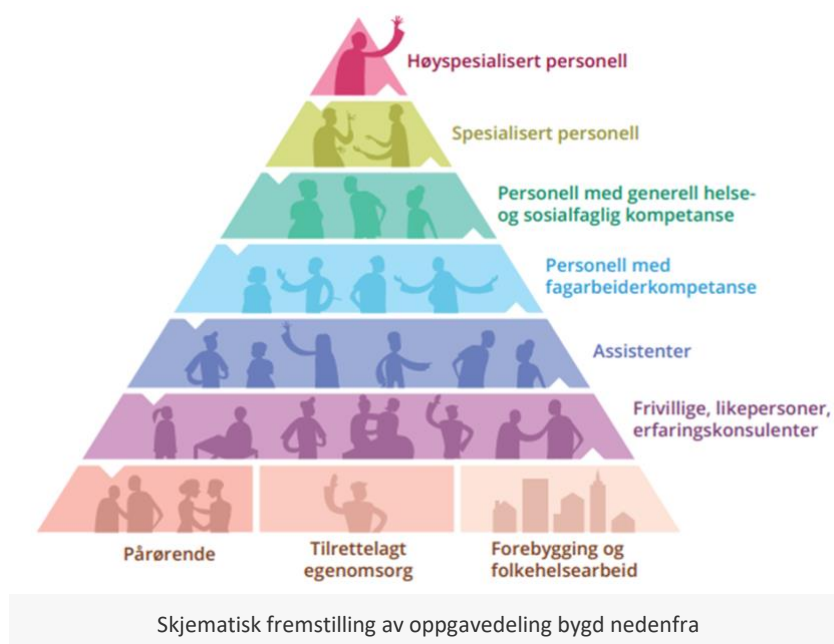 Høyspesialisert personell
Spesialisert personell
Personell med generell helse-
og sosialfaglig kompetanse
Personell med
fagarbeiderkompetanse
Assistenter
Frivillige, likepersoner,
erfaringskonsulenter
Pårørende
Tilrettelagt
egenomsorg
Forebygging og
folkehelsearbeid
Skjematisk fremstilling av oppgavedeling bygd nedenfra